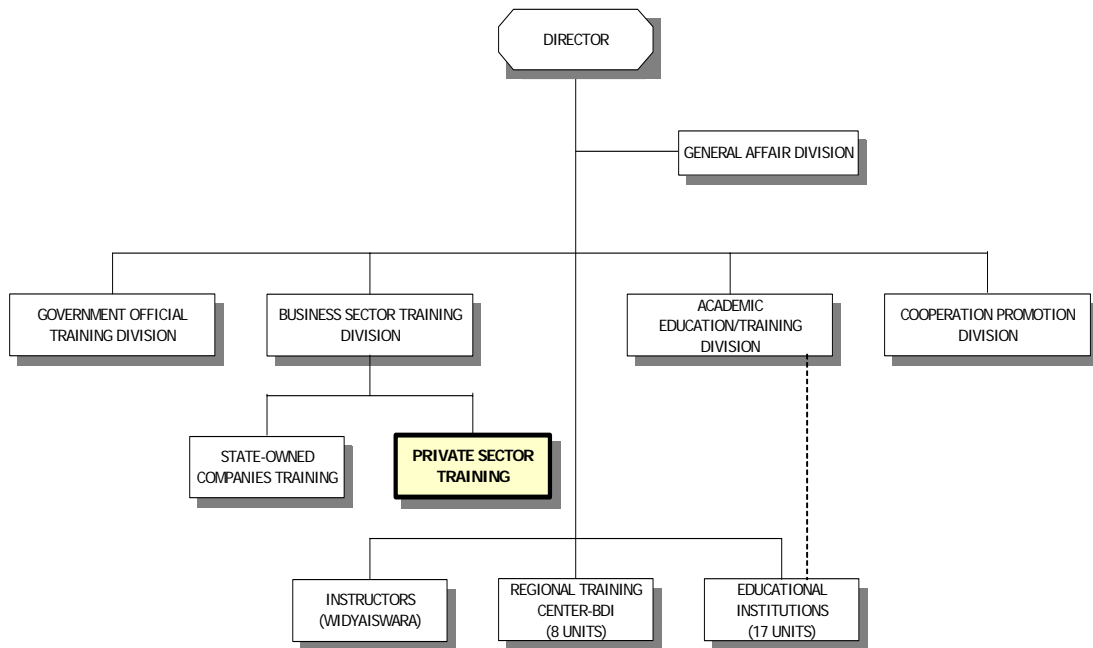 DIRECTOR
GENERAL AFFAIR DIVISION
GOVERNMENT OFFICIAL
TRAINING DIVISION
BUSINESS SECTOR TRAINING
DIVISION
ACADEMIC
EDUCATION/TRAINING
DIVISION
COOPERATION PROMOTION
DIVISION
STATE-OWNED
COMPANIES TRAINING
PRIVATE SECTOR
TRAINING
INSTRUCTORS
(WIDYAISWARA)
REGIONAL TRAINING
CENTER-BDI
(8 UNITS)
EDUCATIONAL
INSTITUTIONS
(17 UNITS)